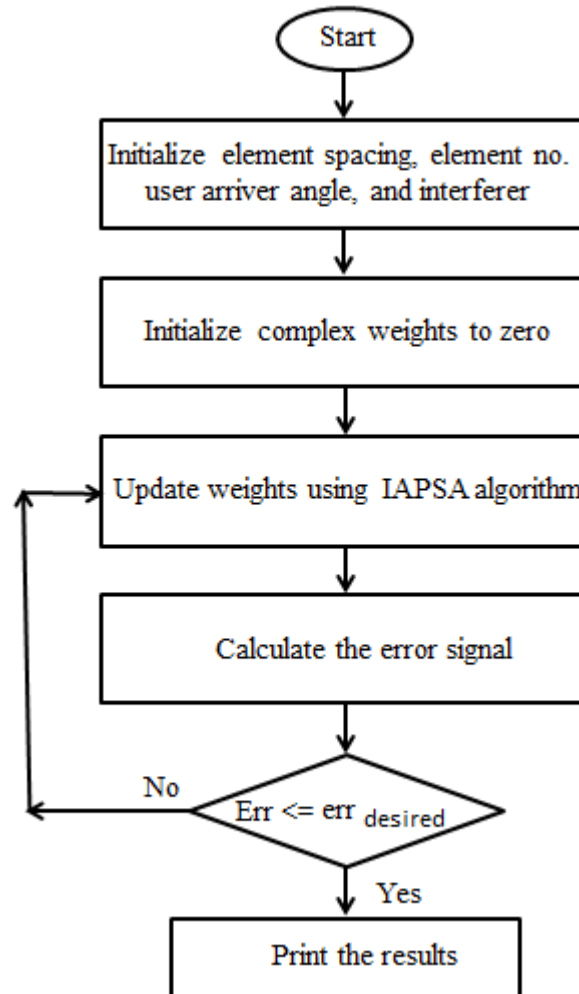 Start
Initialize element spacing, element no.
user arriver angle, and interferer
Initialize complex weights to zero
Update weights using IAPSA algorithm
Calculate the error signal
No
Err <= err desired
Yes
Print the results